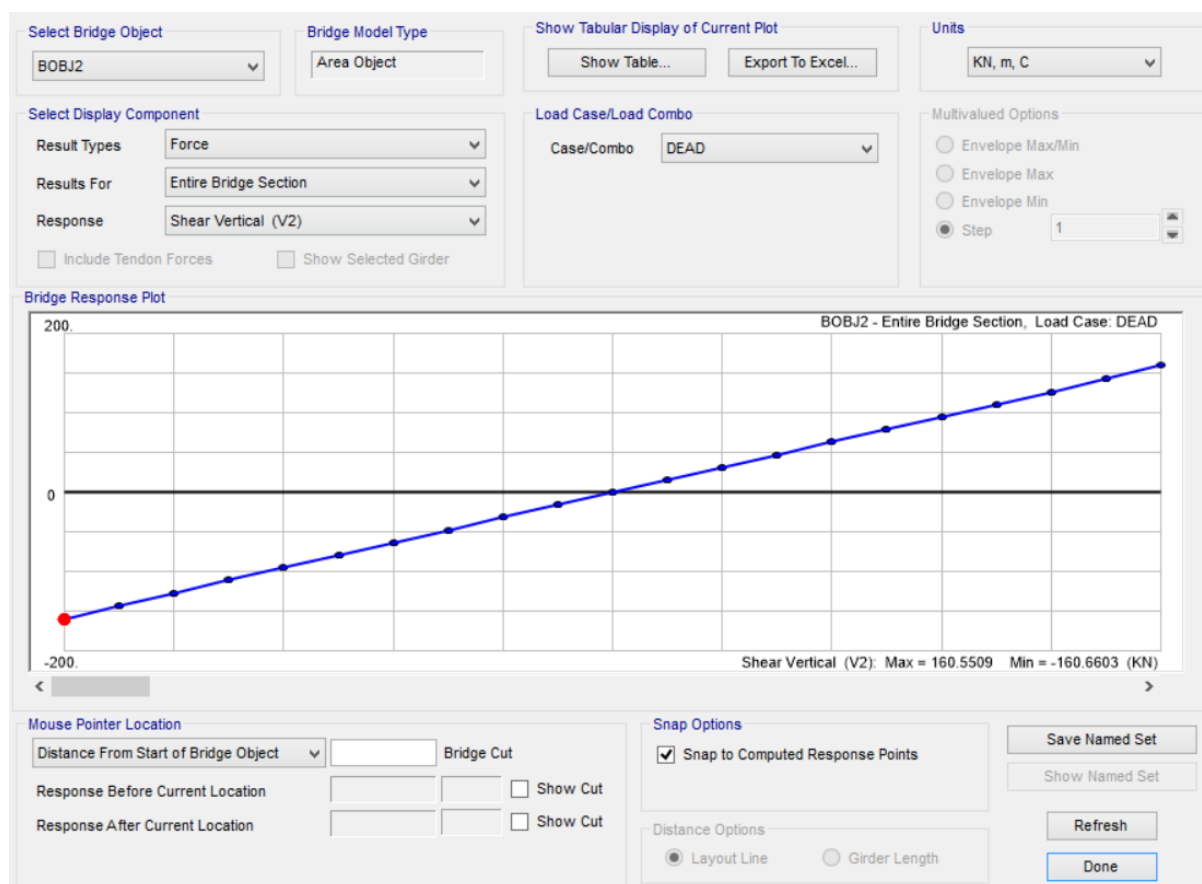 Select Bridge Object
BOBJ2
Bridge Model Type
Area Object
Show Tabular Display of Current Plot
Show Table...
Export To Excel...
Units
KN, m, C
Select Display Component
Result Types
Force
Results For
Entire Bridge Section
Response
Shear Vertical (V2)
Include Tendon Forces
Show Selected Girder
Load Case/Load Combo
Case/Combo
DEAD
Multivalued Options
Envelope Max/Min
Envelope Max
Envelope Min
Step
1
Bridge Response Plot
200.
BOBJ2 - Entire Bridge Section, Load Case: DEAD
0
-200.
Shear Vertical (V2): Max = 160.5509 Min = -160.6603 (KN)
Mouse Pointer Location
Distance From Start of Bridge Object
Bridge Cut
Response Before Current Location
Show Cut
Response After Current Location
Show Cut
Snap Options
Snap to Computed Response Points
Distance Options
Layout Line
Girder Length
Save Named Set
Show Named Set
Refresh
Done